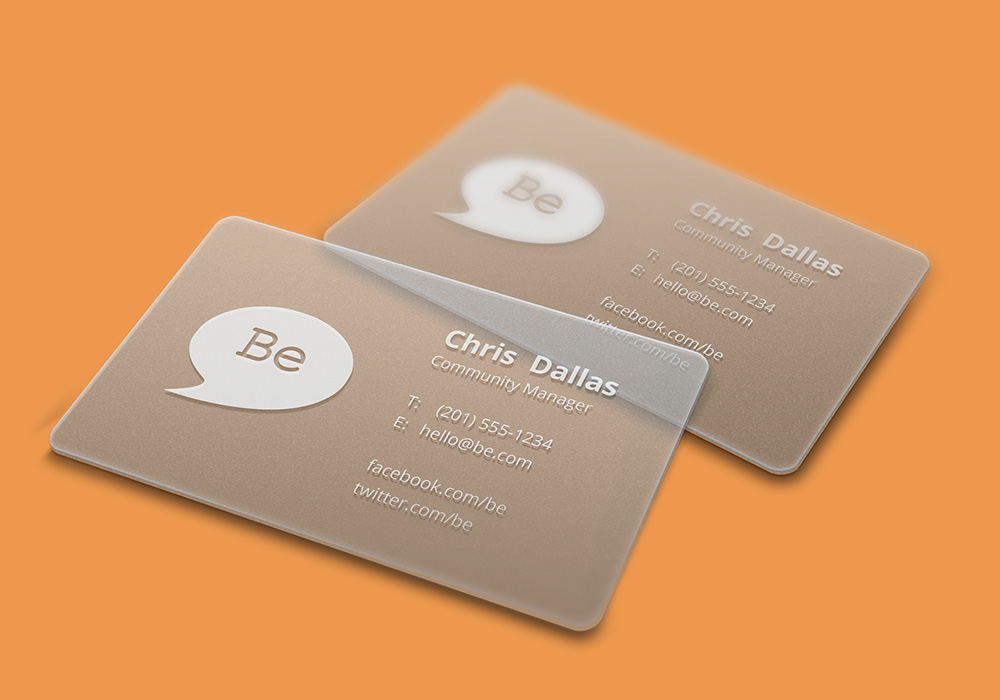 Be
Chris Dallas
Community Manager
T: (201) 555-1234
E: hello@be.com
facebook.com/be
twitter.com/be
Be
Chris Dallas
Community Manager
T: (201) 555-1234
E: hello@be.com
facebook.com/be
twitter.com/be